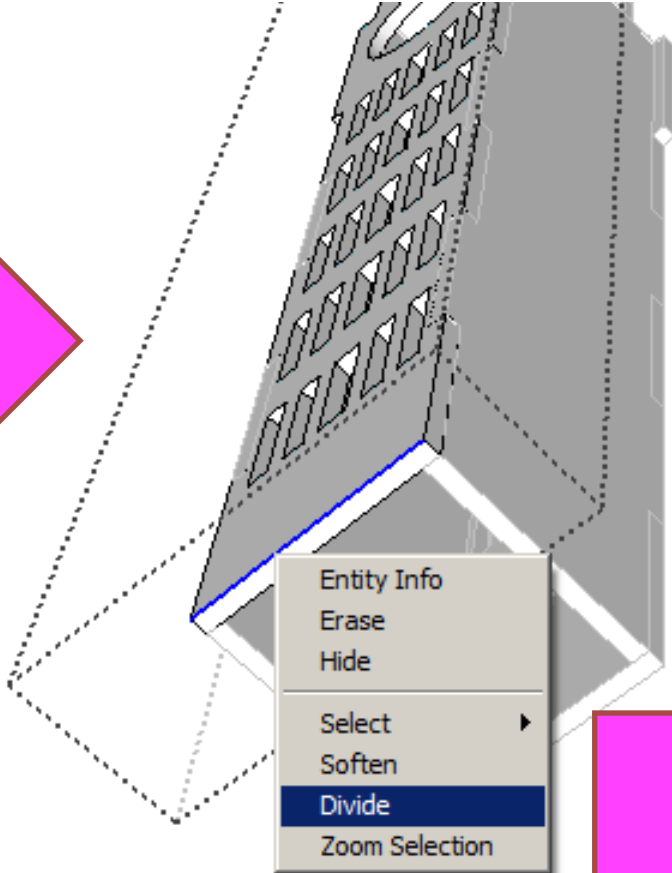 Entity Info
Erase
Hide
Select
Soften
Divide
Zoom Selection